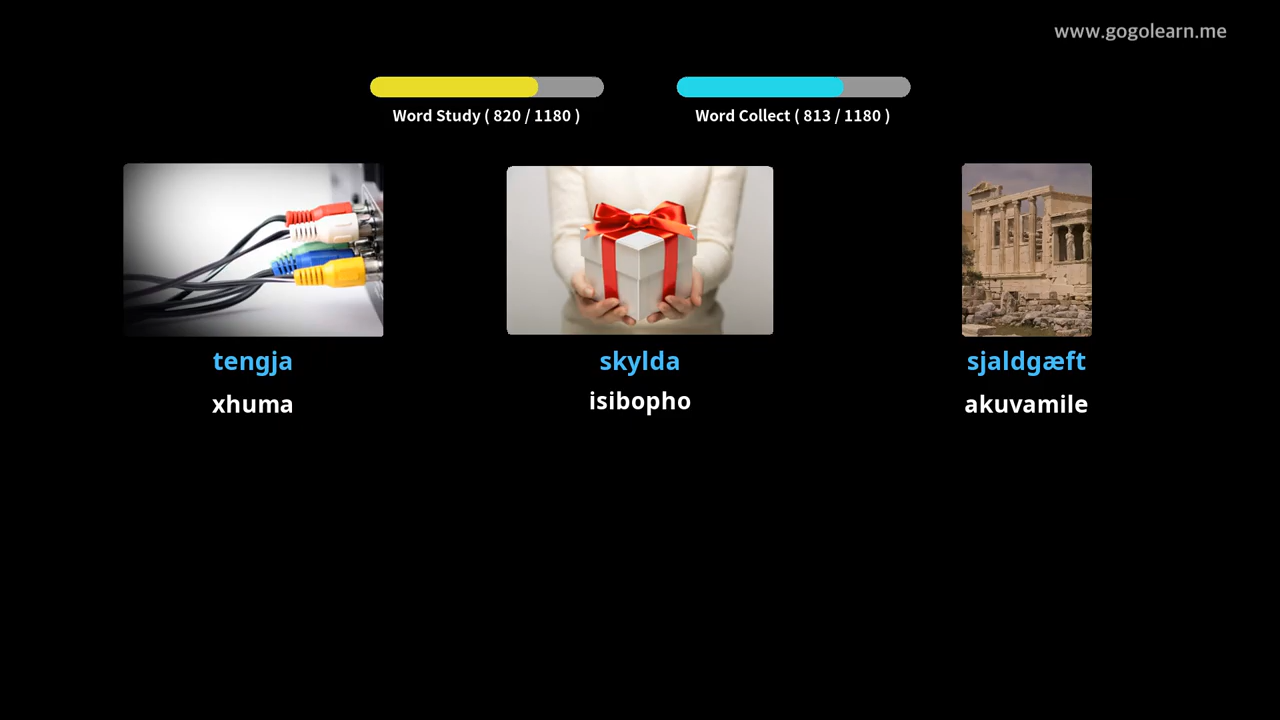 www.gogolearn.me
Word Study ( 820 / 1180 )
Word Collect ( 813 / 1180 )
tengja
xhuma
skylda
isibopho
sjaldgæft
akuvamile